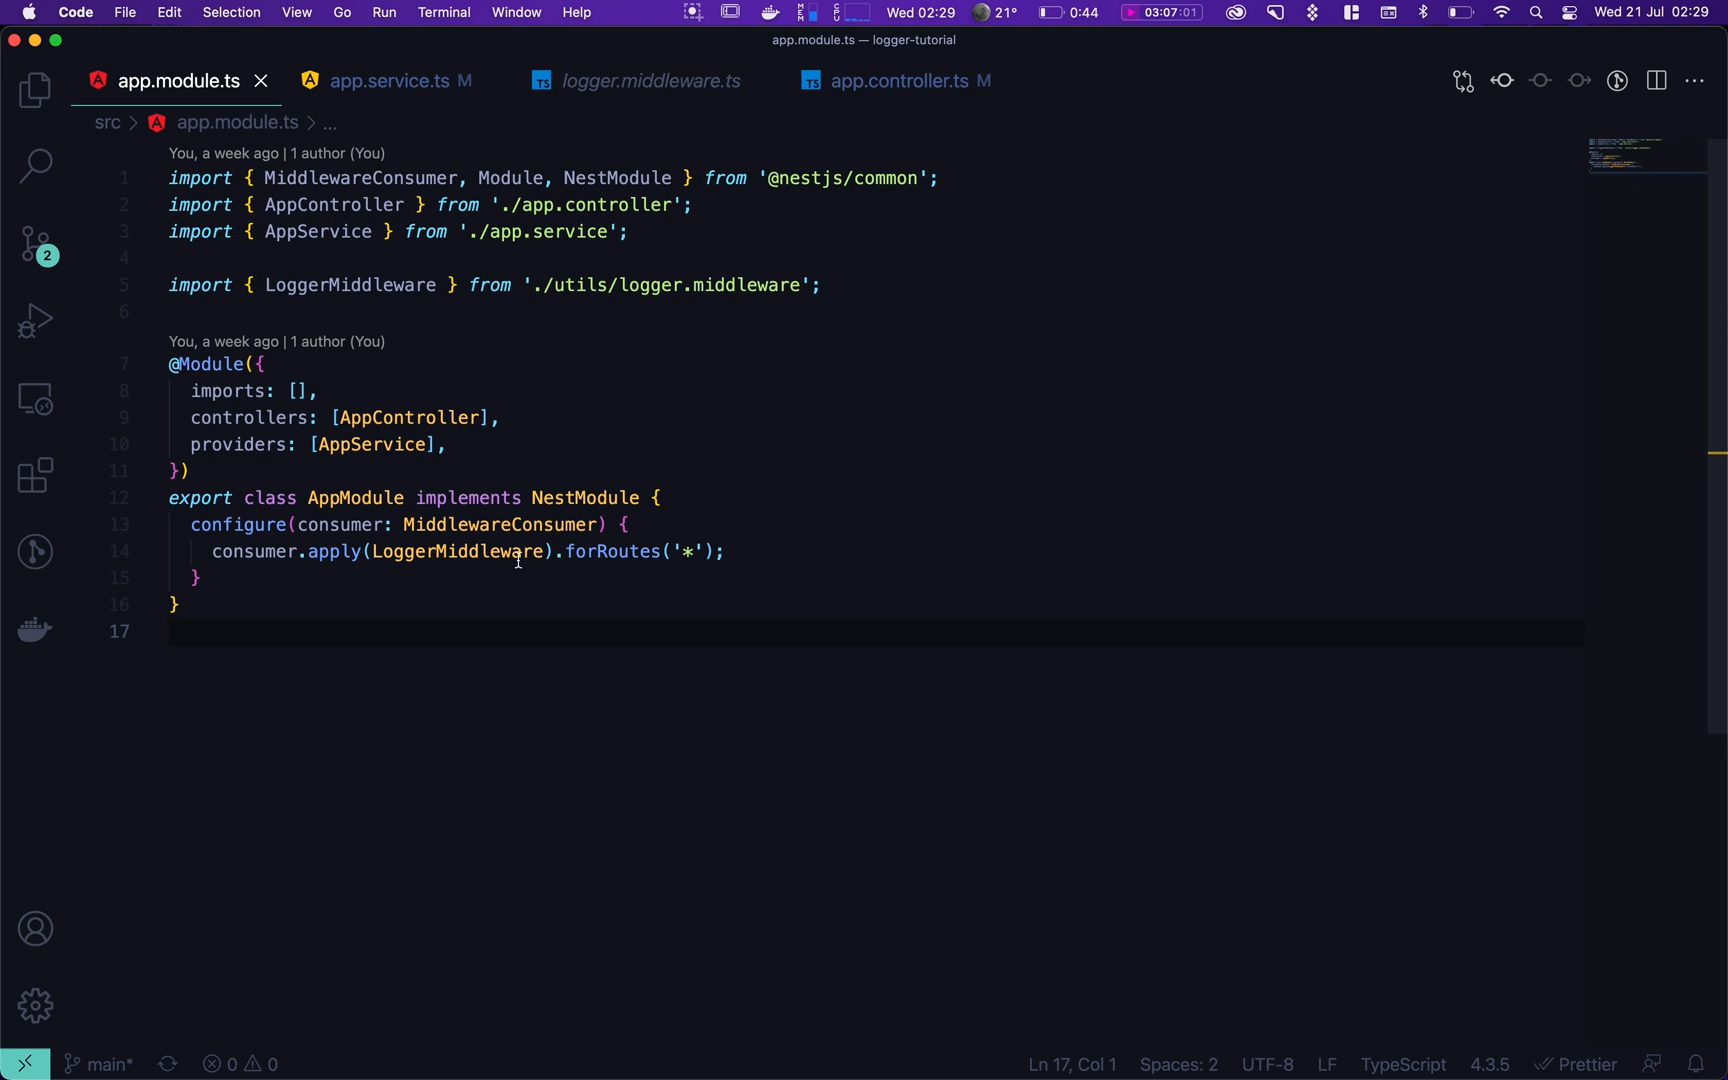 Code File Edit Selection View Go Run Terminal Window Help MEM CPU Wed 02:29 21° 0:44 03:07:01 Wed 21 Jul 02:29
app.module.ts — logger-tutorial
app.module.ts app.service.ts M TS logger.middleware.ts TS app.controller.ts M
src > app.module.ts > ...
You, a week ago | 1 author (You)
1 import { MiddlewareConsumer, Module, NestModule } from '@nestjs/common';
2 import { AppController } from './app.controller';
3 import { AppService } from './app.service';
4
5 import { LoggerMiddleware } from './utils/logger.middleware';
6
You, a week ago | 1 author (You)
7 @Module({
8 imports: [],
9 controllers: [AppController],
10 providers: [AppService],
11 })
12 export class AppModule implements NestModule {
13 configure(consumer: MiddlewareConsumer) {
14 consumer.apply(LoggerMiddleware).forRoutes('*');
15 }
16 }
17
2
main* 0 0 Ln 17, Col 1 Spaces: 2 UTF-8 LF TypeScript 4.3.5 Prettier